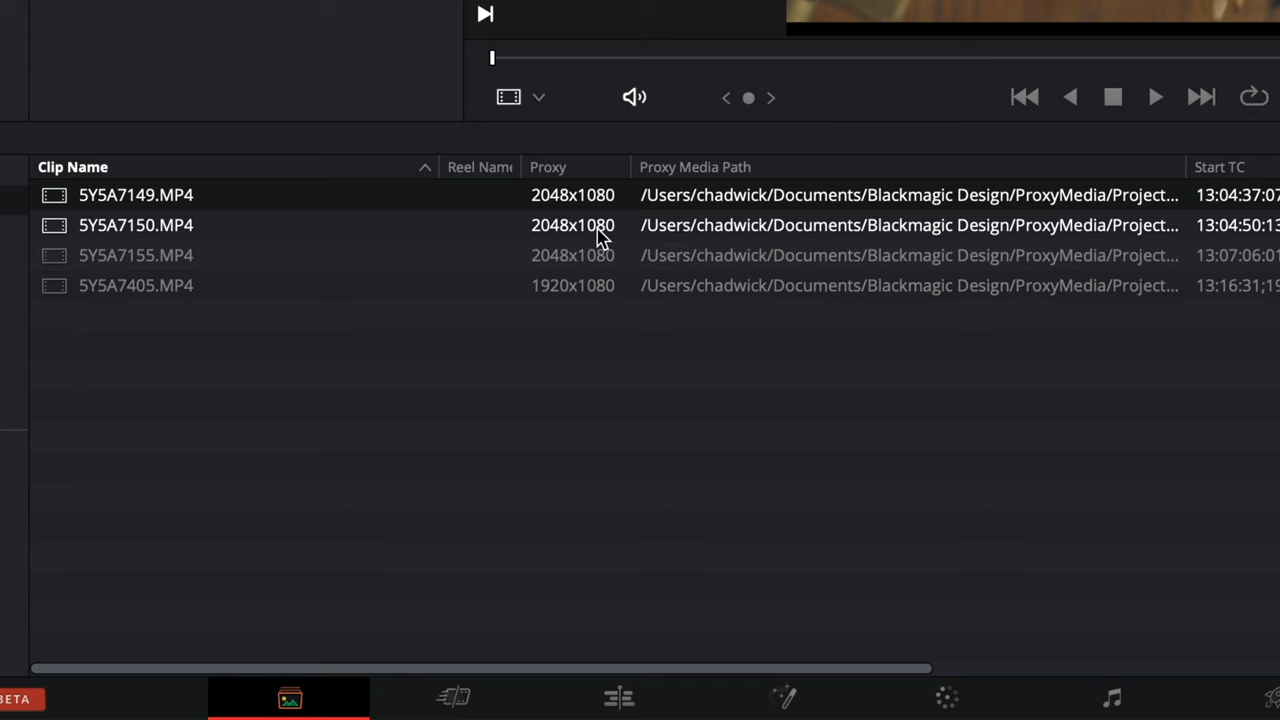 Clip Name Reel Name Proxy Proxy Media Path Start TC
5Y5A7149.MP4 2048x1080 /Users/chadwick/Documents/Blackmagic Design/ProxyMedia/Project... 13:04:37:07
5Y5A7150.MP4 2048x1080 /Users/chadwick/Documents/Blackmagic Design/ProxyMedia/Project... 13:04:50:13
5Y5A7155.MP4 2048x1080 /Users/chadwick/Documents/Blackmagic Design/ProxyMedia/Project... 13:07:06:01
5Y5A7405.MP4 1920x1080 /Users/chadwick/Documents/Blackmagic Design/ProxyMedia/Project... 13:16:31;19
BETA